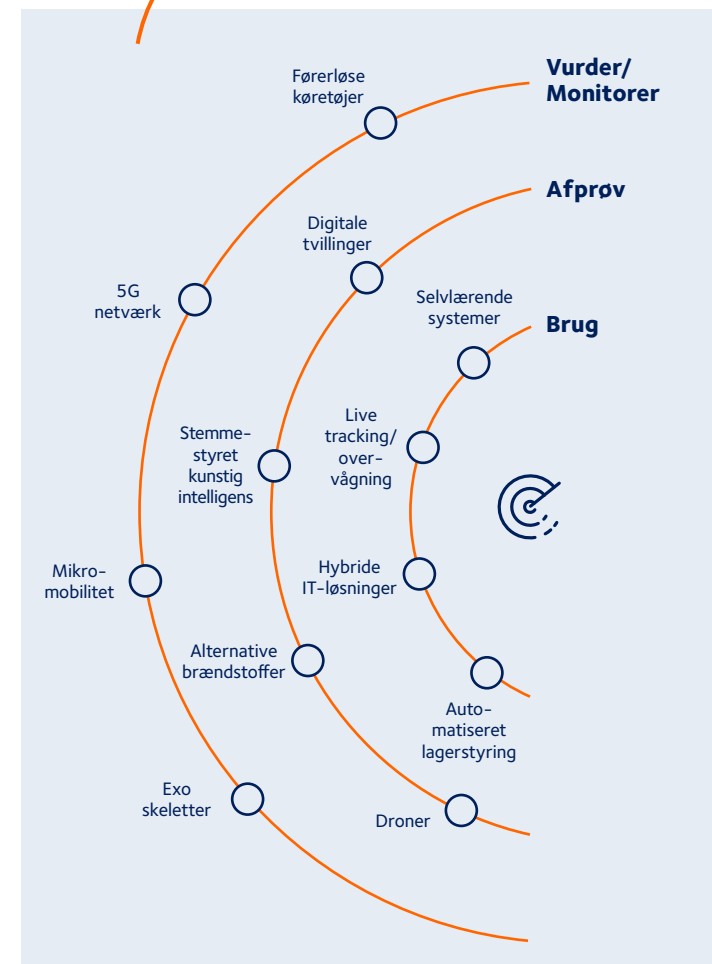 Vurder/
Monitorer
Førerløse
køretøjer
5G
netværk
Mikro-
mobilitet
Exo
skeletter
Afprøv
Digitale
tvillinger
Stemme-
styret
kunstig
intelligens
Alternative
brændstoffer
Droner
Brug
Selvlærende
systemer
Live
tracking/
over-
vågning
Hybride
IT-løsninger
Auto-
matiseret
lagerstyring